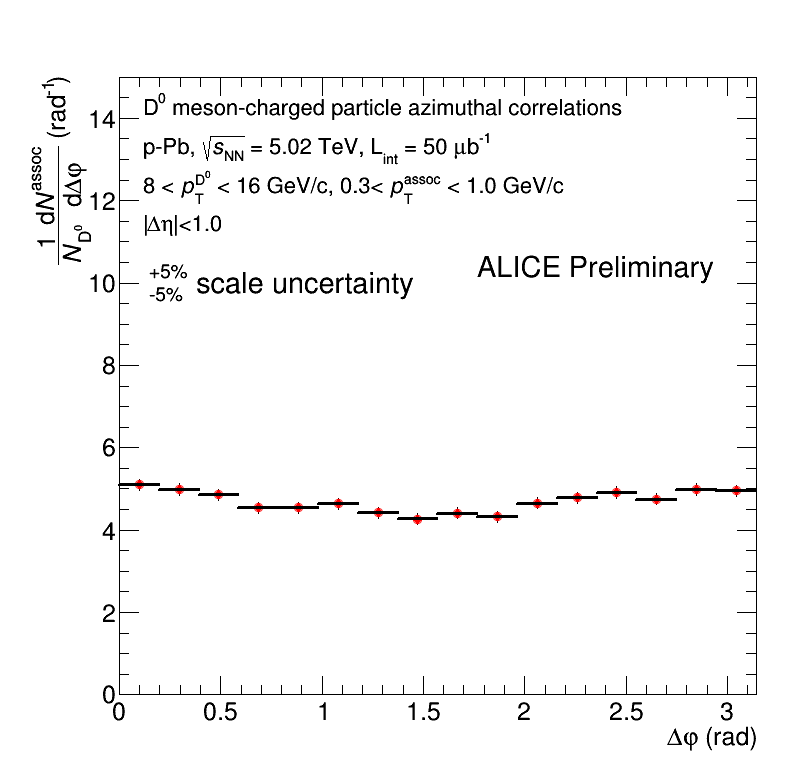 D⁰ meson-charged particle azimuthal correlations
p-Pb, √s_NN = 5.02 TeV, L_int = 50 μb⁻¹
8 < p_T^D⁰ < 16 GeV/c, 0.3< p_T^assoc < 1.0 GeV/c
|Δη|<1.0
+5%
-5% scale uncertainty
ALICE Preliminary
1 dN^assoc
N_D⁰ dΔφ (rad⁻¹)
14
12
10
8
6
4
2
0
0 0.5 1 1.5 2 2.5 3
Δφ (rad)